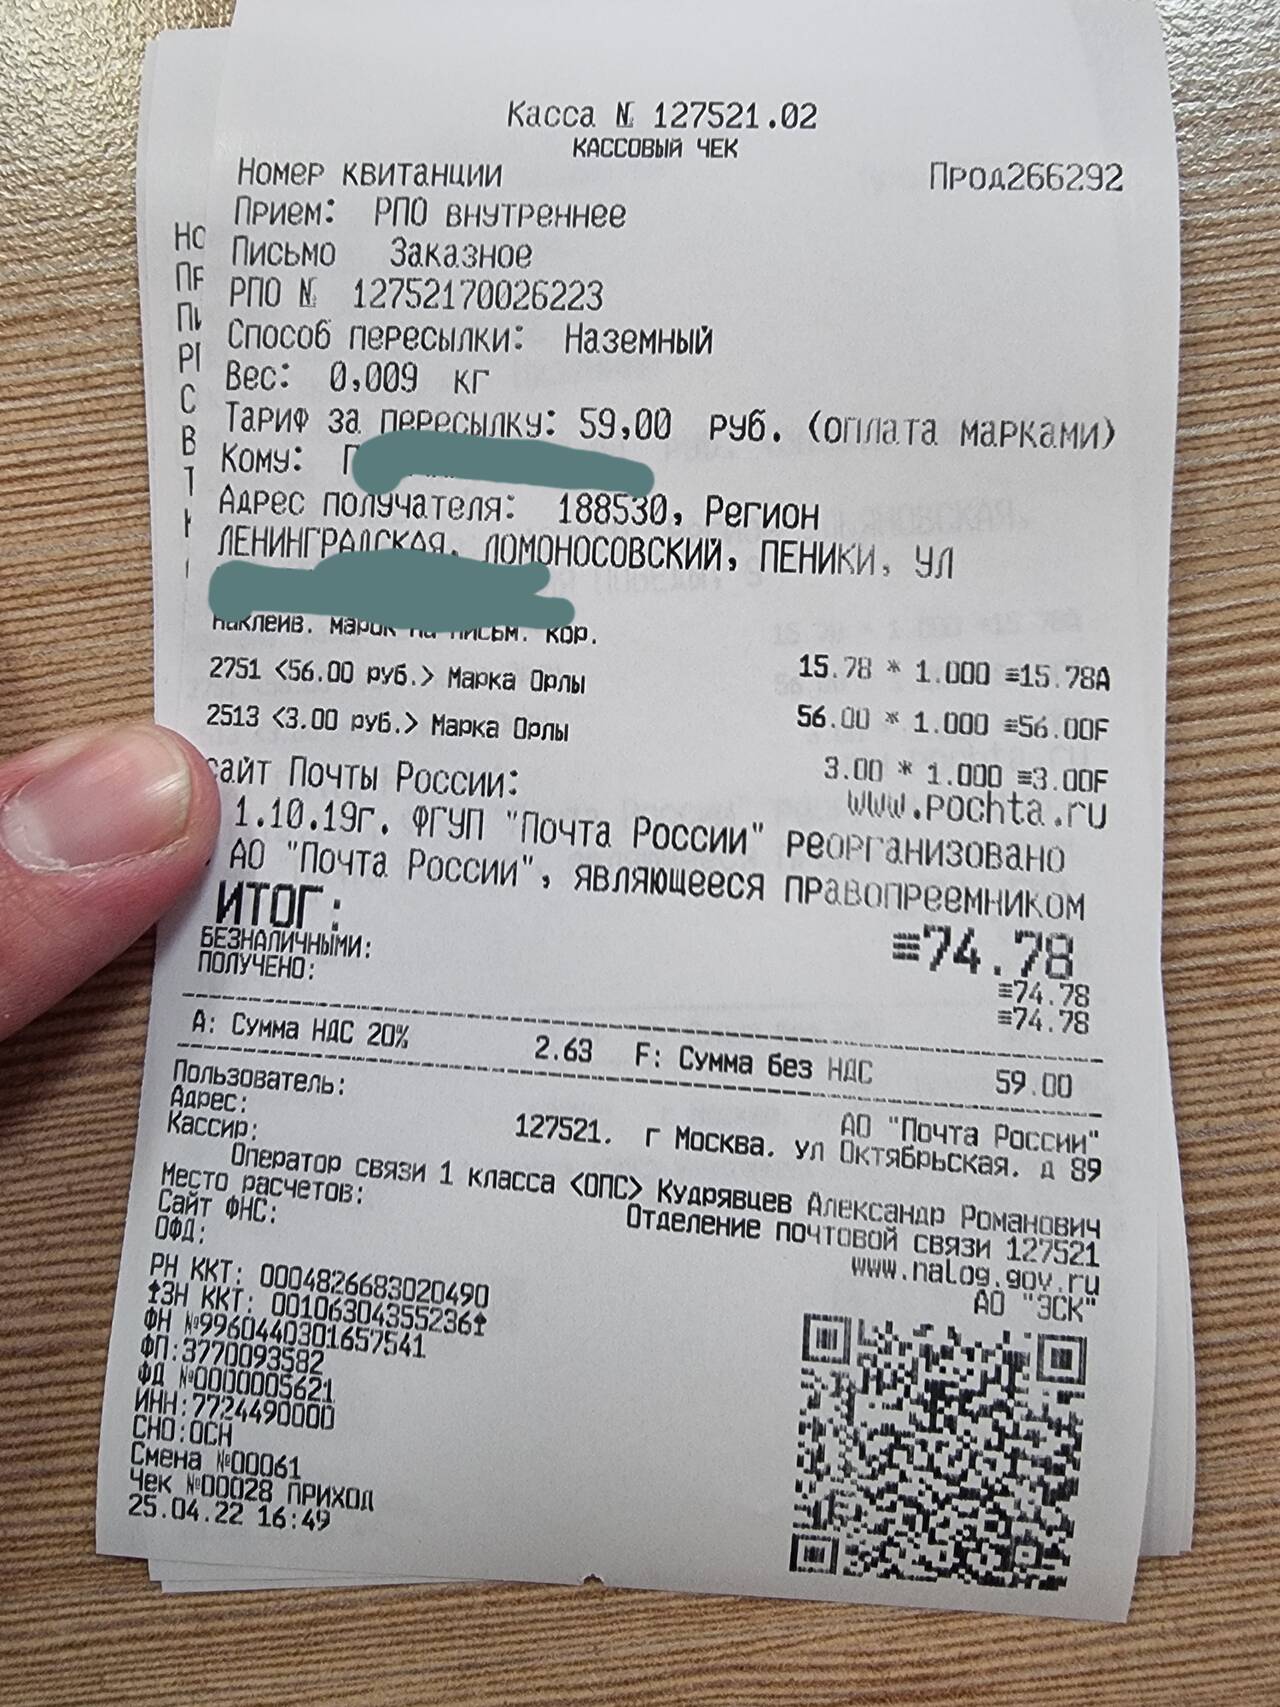 Касса № 127521.02
КАССОВЫЙ ЧЕК
Номер квитанции Прод266292
Прием: РПО внутреннее
Письмо Заказное
РПО № 12752170026223
Способ пересылки: Наземный
Вес: 0,009 кг
Тариф за пересылку: 59,00 руб. (оплата марками)
Кому:
Адрес получателя: 188530, Регион
ЛЕНИНГРАДСКАЯ, ЛОМОНОСОВСКИЙ, ПЕНИКИ, УЛ
Наклеив. марок на письм. кор.
15.78 * 1.000 ≡15.78А
2751 <56.00 руб.> Марка Орлы
56.00 * 1.000 ≡56.00F
2513 <3.00 руб.> Марка Орлы
3.00 * 1.000 ≡3.00F
сайт Почты России: www.pochta.ru
1.10.19г. ФГУП "Почта России" реорганизовано
АО "Почта России", являющееся правопреемником
ИТОГ: ≡74.78
БЕЗНАЛИЧНЫМИ: ≡74.78
ПОЛУЧЕНО: ≡74.78
А: Сумма НДС 20% 2.63 F: Сумма без НДС 59.00
Пользователь: АО "Почта России"
Адрес: 127521. г Москва. ул Октябрьская. д 89
Кассир:
Оператор связи 1 класса <ОПС> Кудрявцев Александр Романович
Место расчетов: Отделение почтовой связи 127521
Сайт ФНС: www.nalog.gov.ru
ОФД: АО "ЭСК"
РН ККТ: 0004826683020490
↑ЗН ККТ: 00106304355236↑
ФН №9960440301657541
ФП:3770093582
ФД №0000005621
ИНН:7724490000
СНО:ОСН
Смена №00061
Чек №00028 ПРИХОД
25.04.22 16:49